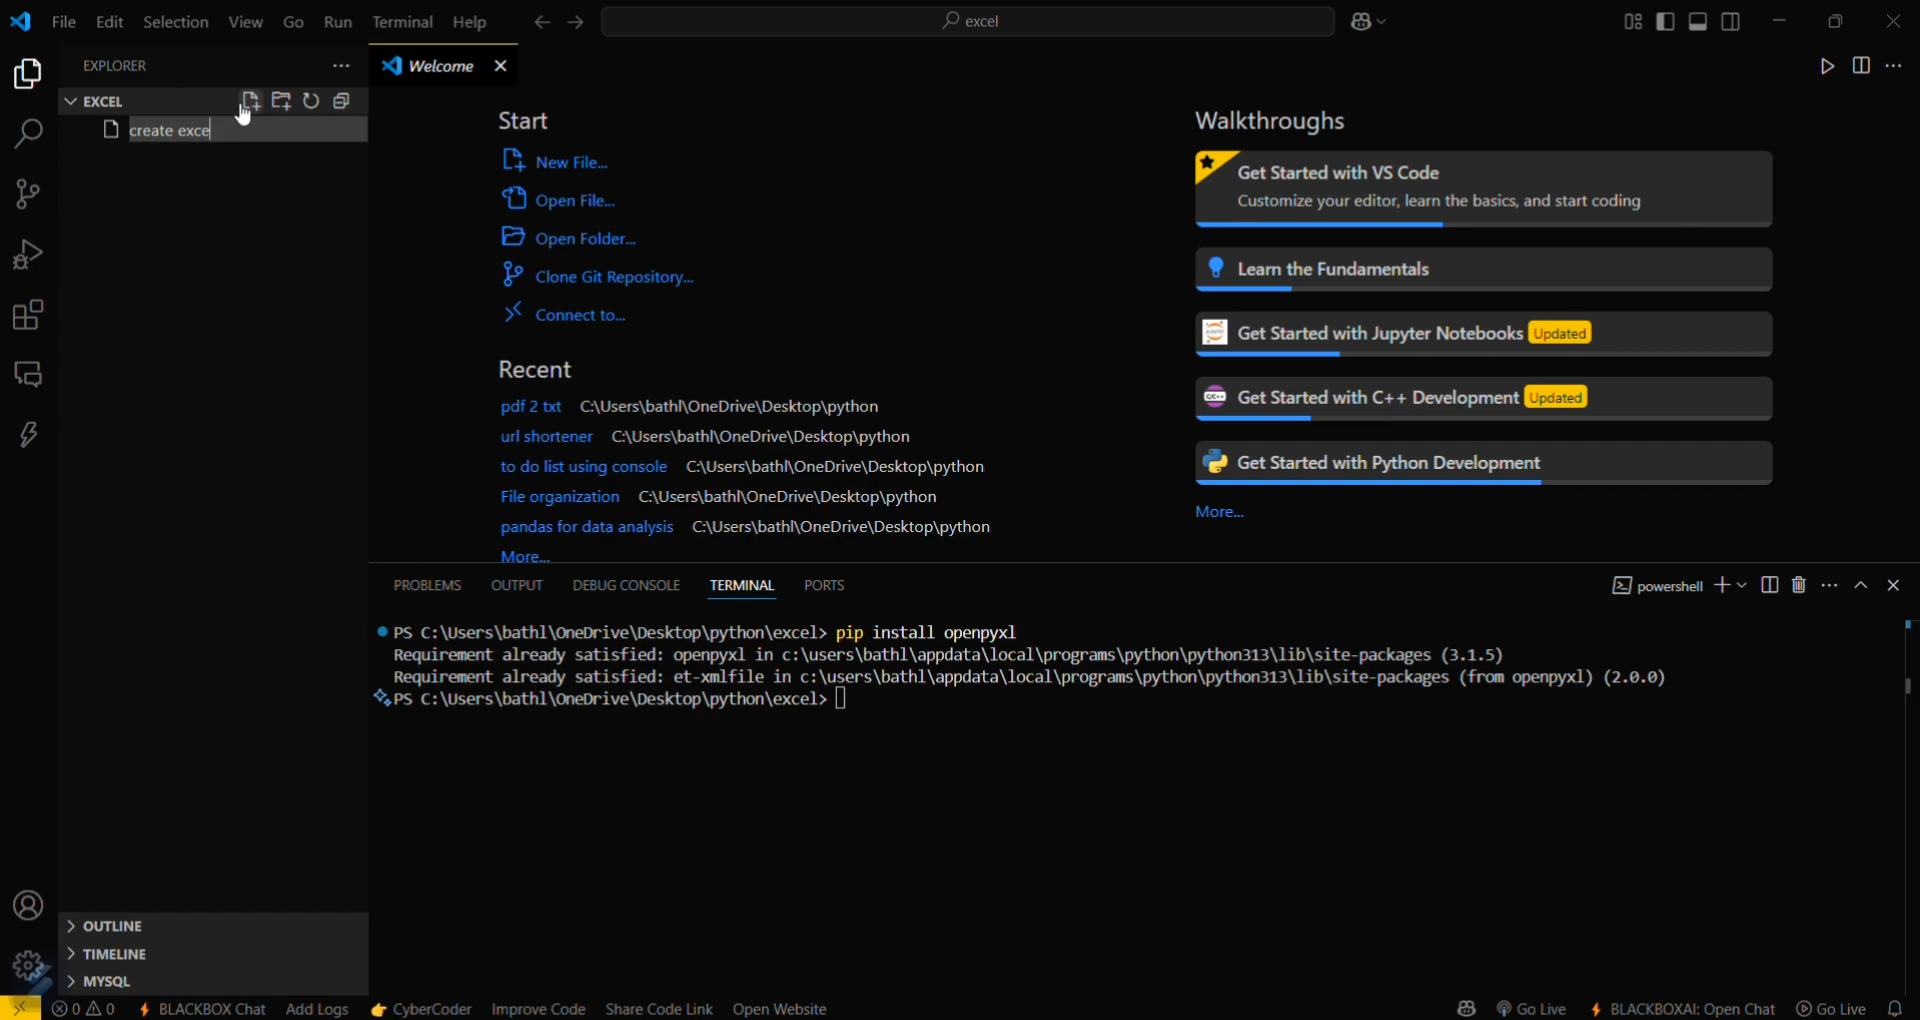 File Edit Selection View Go Run Terminal Help excel
EXPLORER
Welcome
EXCEL
create exce
Start
New File...
Open File...
Open Folder...
Clone Git Repository...
Connect to...
Recent
pdf 2 txt C:\Users\bathl\OneDrive\Desktop\python
url shortener C:\Users\bathl\OneDrive\Desktop\python
to do list using console C:\Users\bathl\OneDrive\Desktop\python
File organization C:\Users\bathl\OneDrive\Desktop\python
pandas for data analysis C:\Users\bathl\OneDrive\Desktop\python
More...
Walkthroughs
Get Started with VS Code
Customize your editor, learn the basics, and start coding
Learn the Fundamentals
Get Started with Jupyter Notebooks Updated
Get Started with C++ Development Updated
Get Started with Python Development
More...
PROBLEMS OUTPUT DEBUG CONSOLE TERMINAL PORTS powershell
PS C:\Users\bathl\OneDrive\Desktop\python\excel> pip install openpyxl
Requirement already satisfied: openpyxl in c:\users\bathl\appdata\local\programs\python\python313\lib\site-packages (3.1.5)
Requirement already satisfied: et-xmlfile in c:\users\bathl\appdata\local\programs\python\python313\lib\site-packages (from openpyxl) (2.0.0)
PS C:\Users\bathl\OneDrive\Desktop\python\excel>
OUTLINE
TIMELINE
MYSQL
0 0 BLACKBOX Chat Add Logs CyberCoder Improve Code Share Code Link Open Website Go Live BLACKBOXAI: Open Chat Go Live